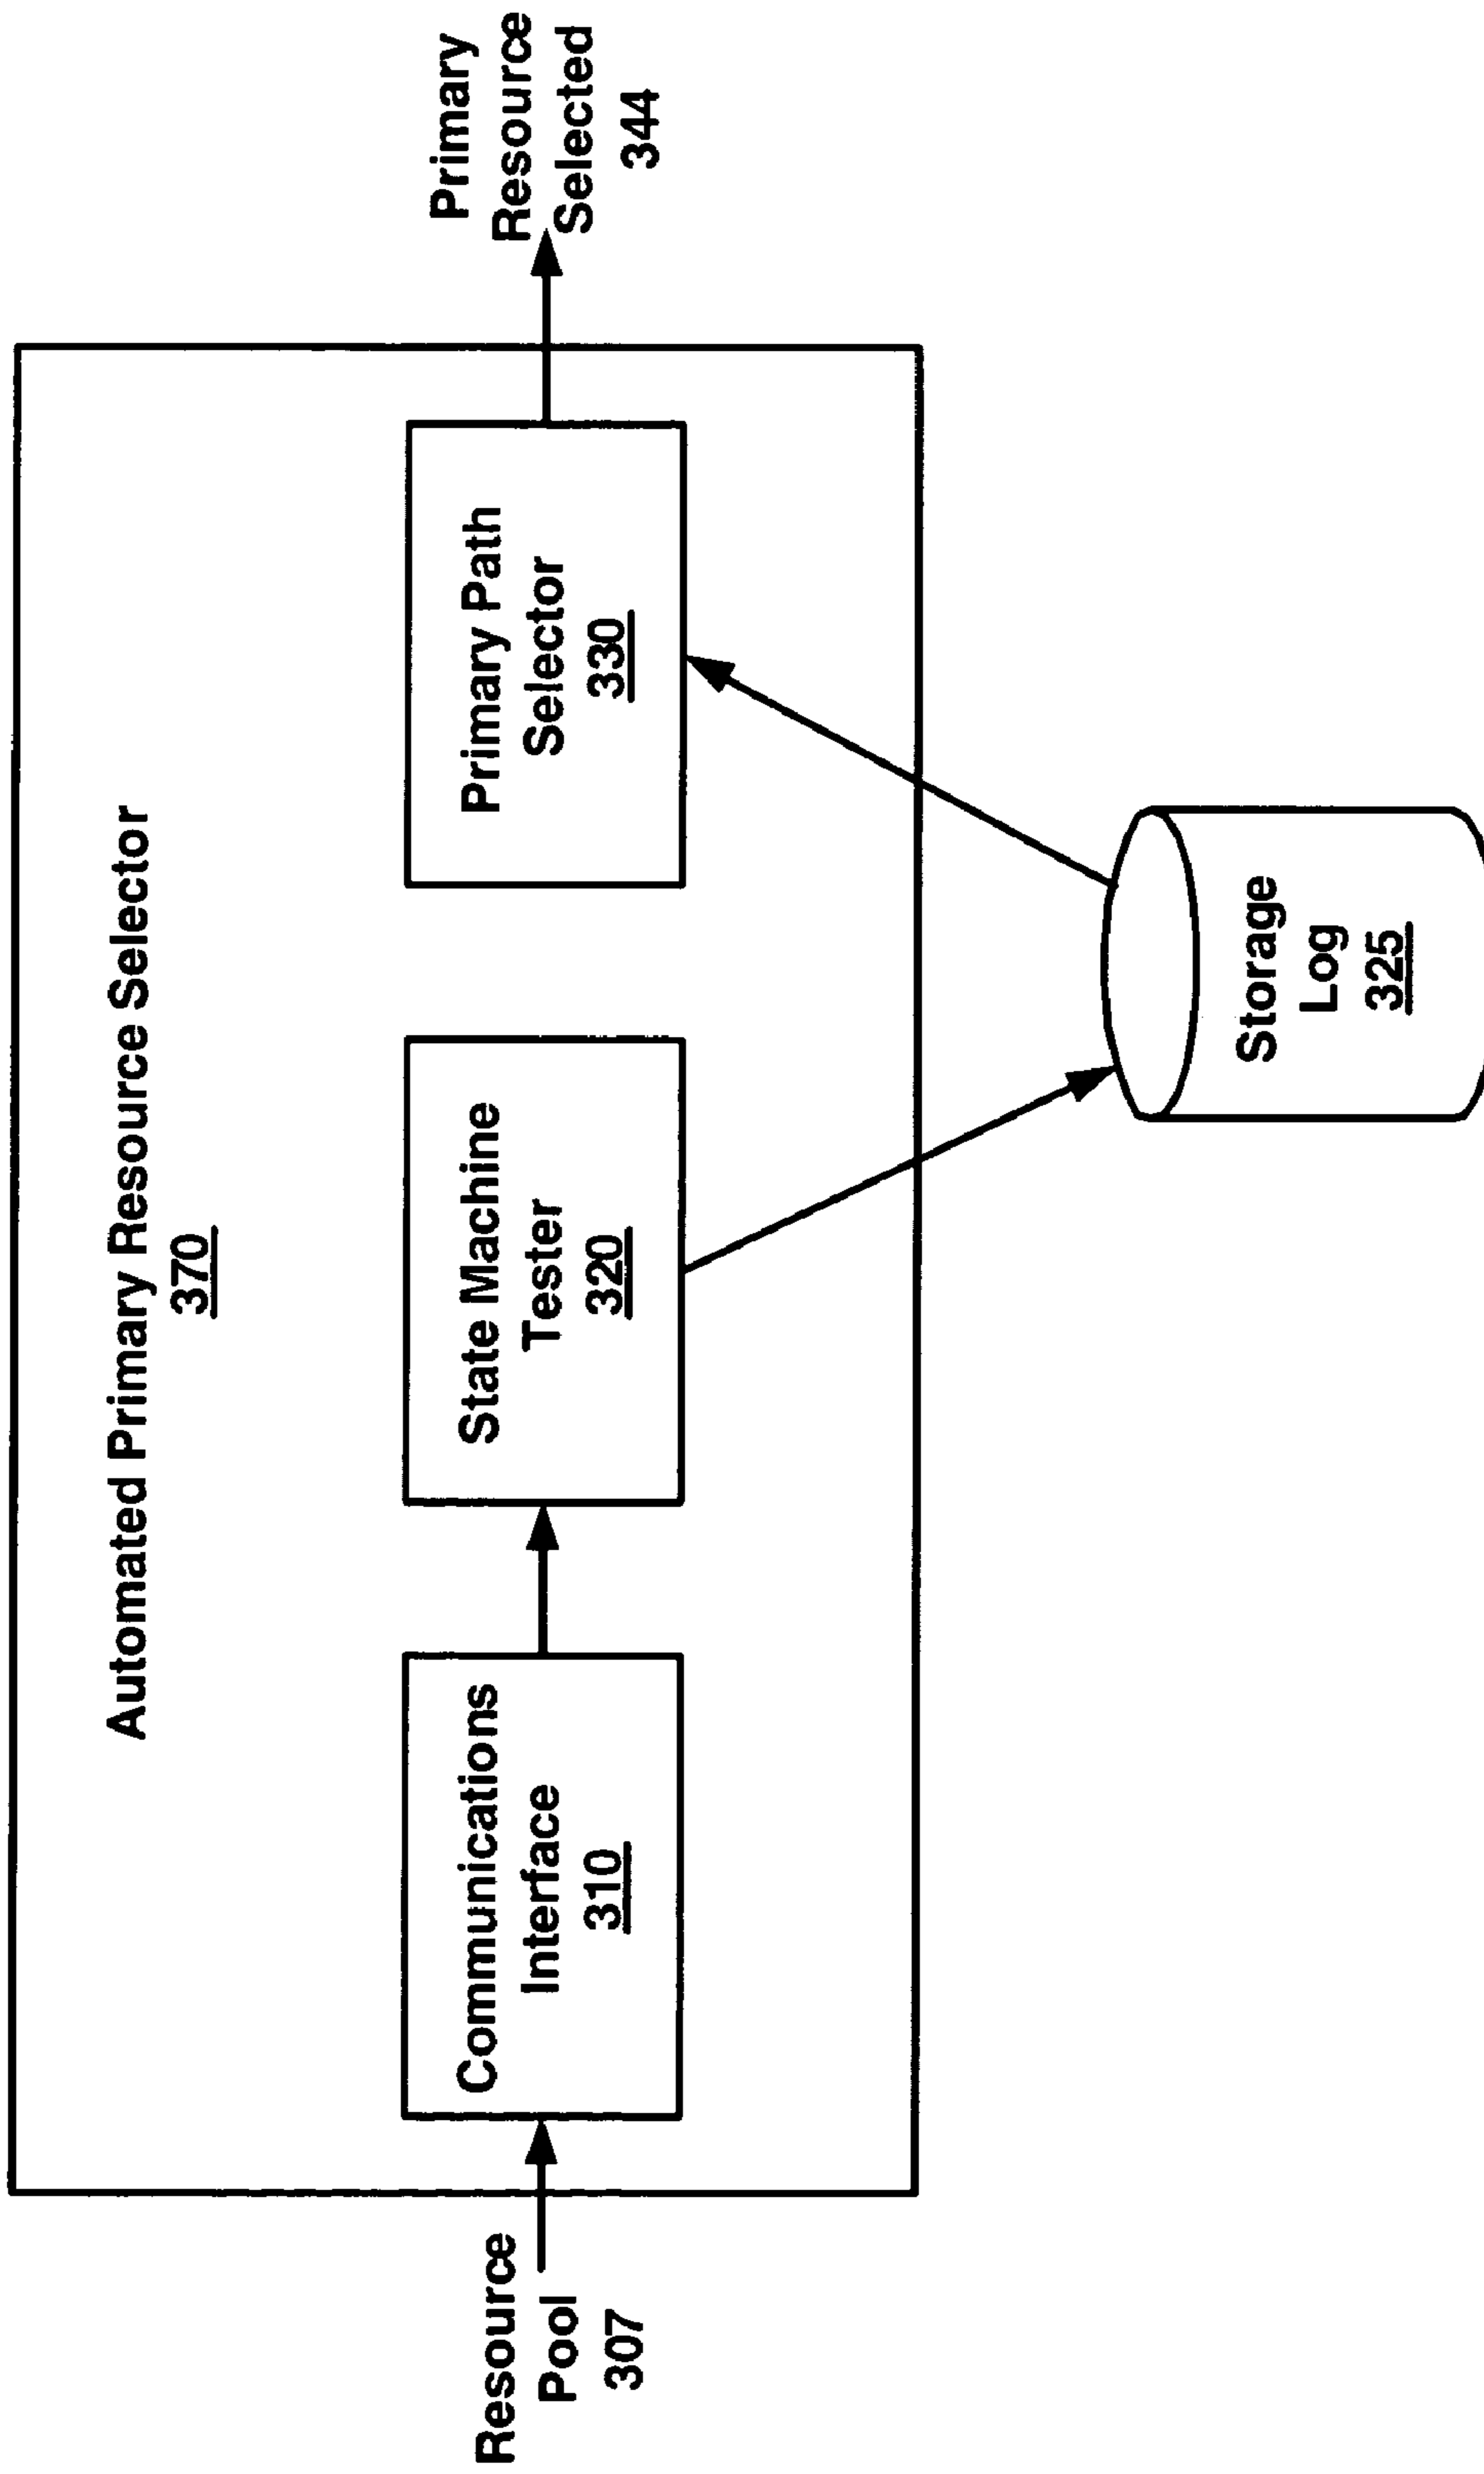 Automated Primary Resource Selector
370
Resource
Pool
307
Communications
Interface
310
State Machine
Tester
320
Primary Path
Selector
330
Primary
Resource
Selected
344
Storage
Log
325